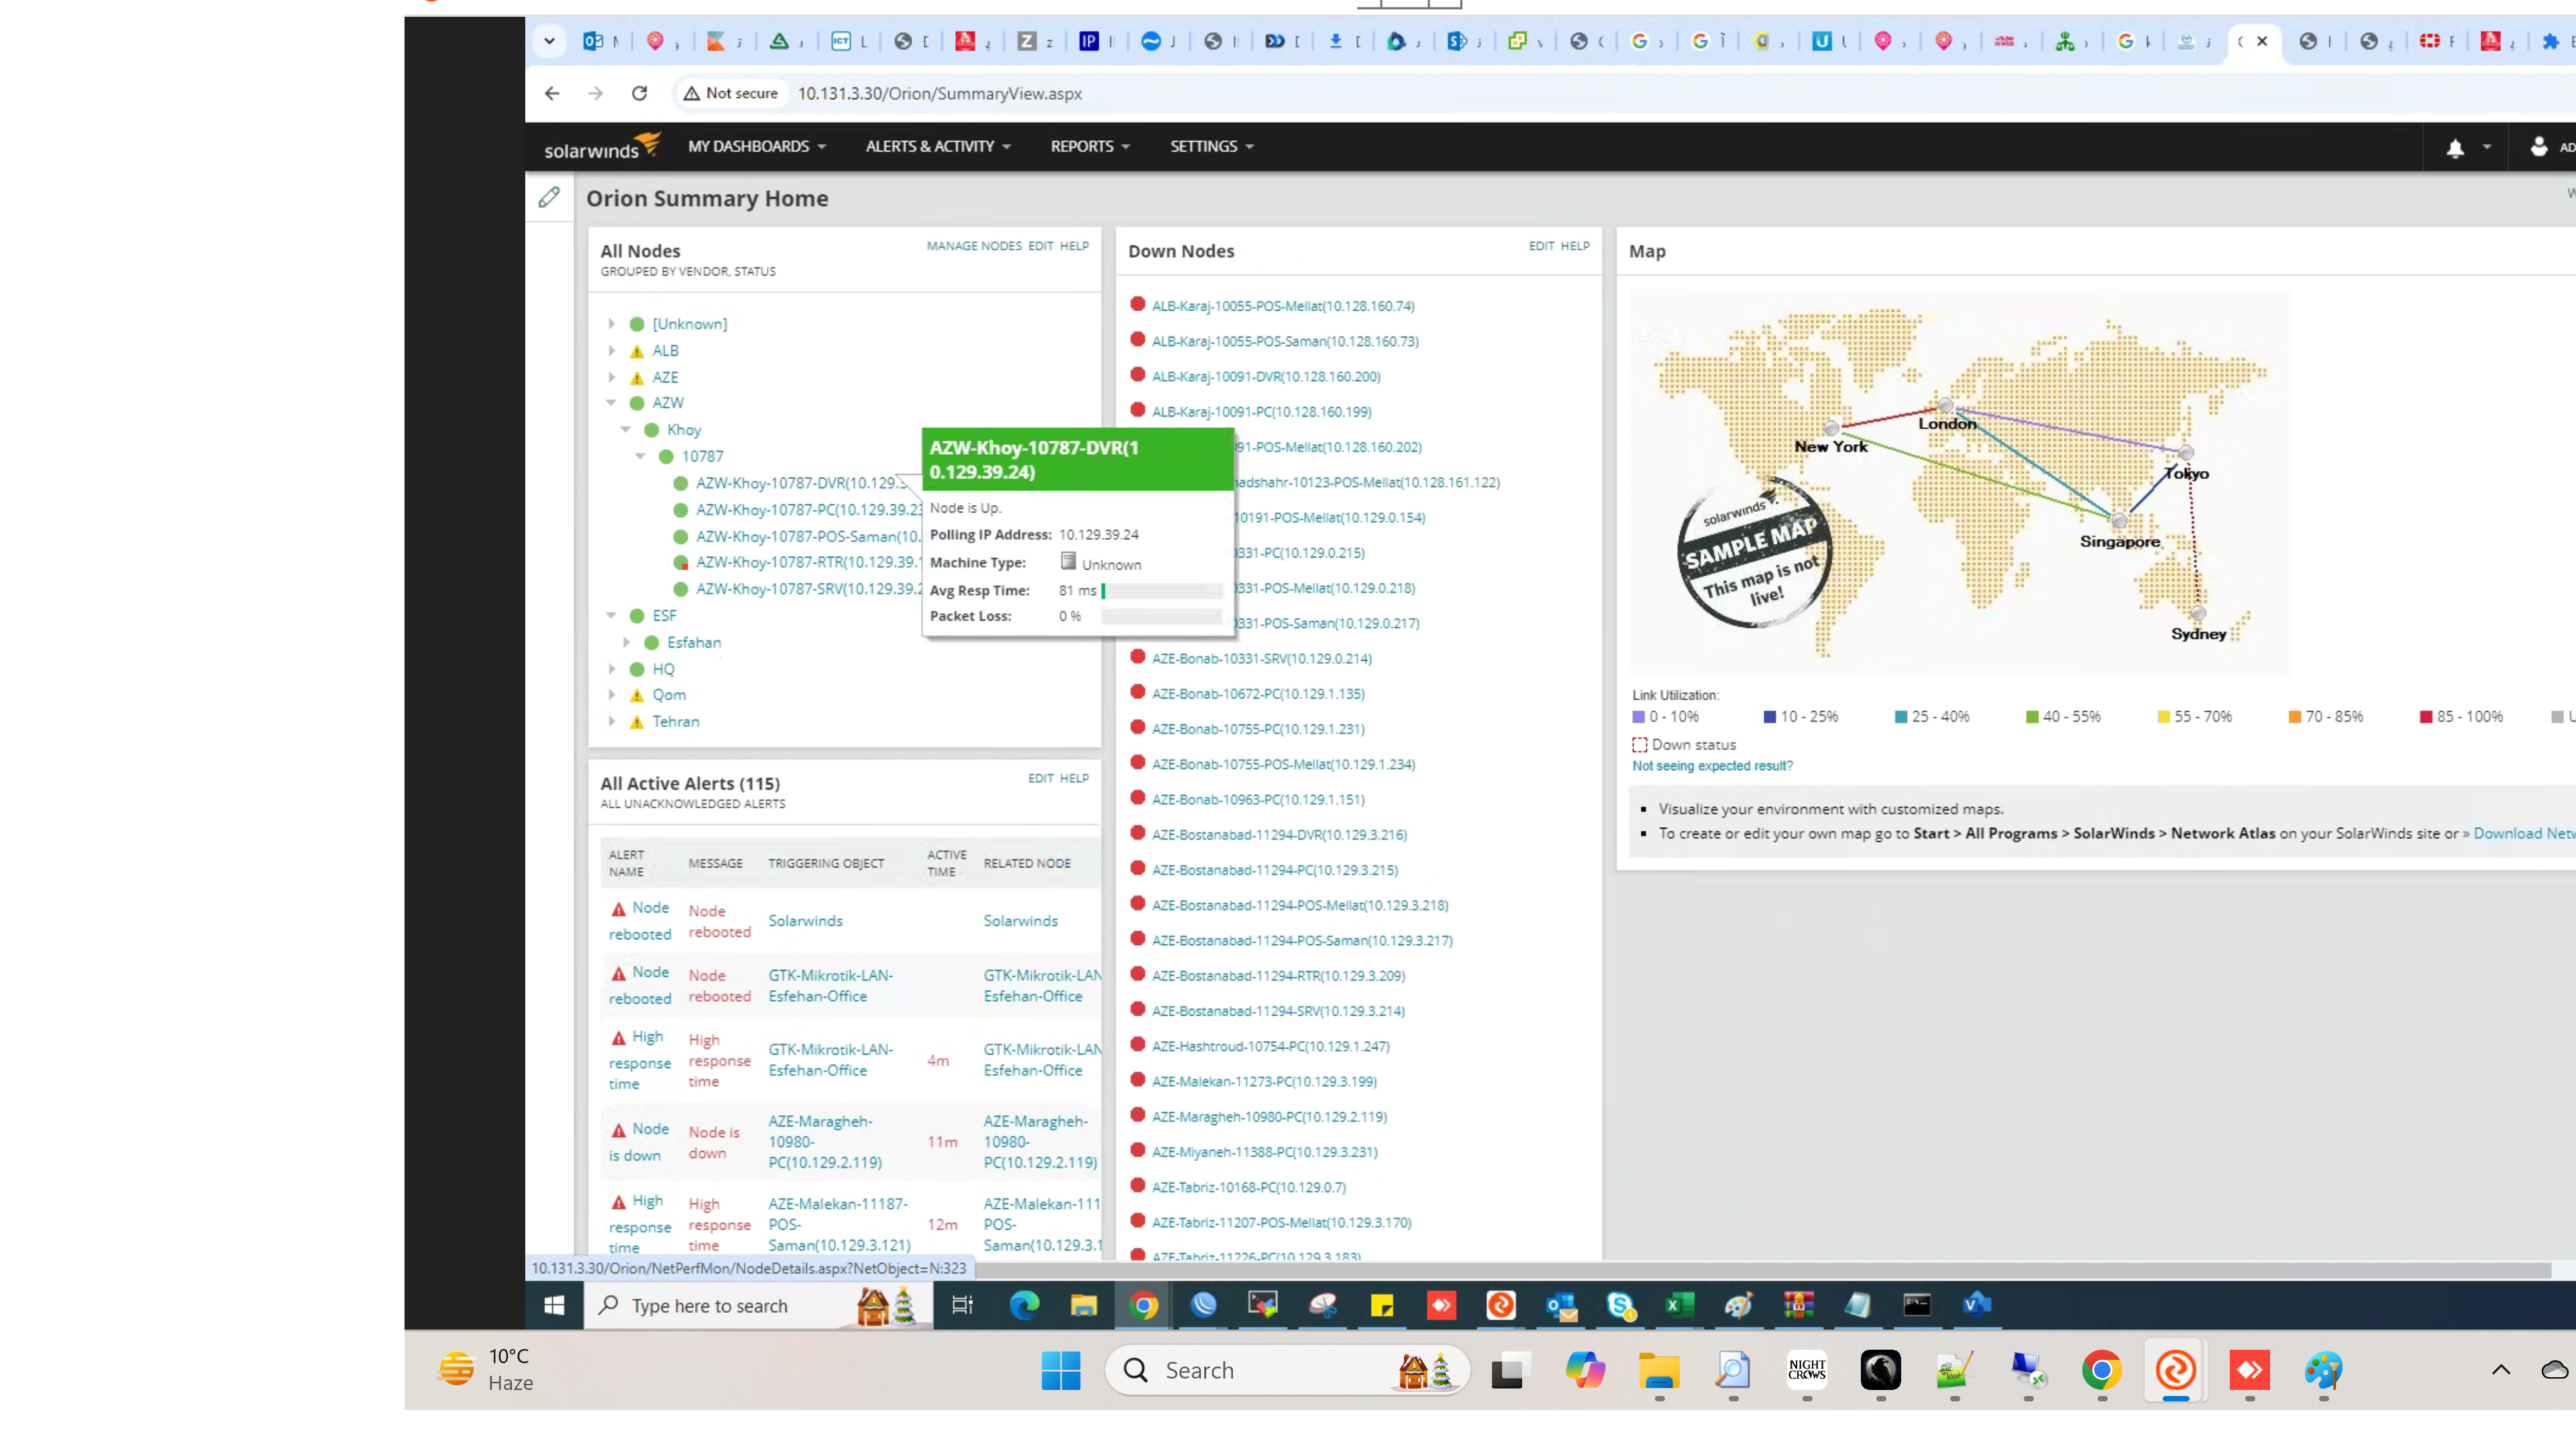 Not secure
10.131.3.30/Orion/SummaryView.aspx
solarwinds
MY DASHBOARDS
ALERTS & ACTIVITY
REPORTS
SETTINGS
Orion Summary Home
All Nodes
MANAGE NODES EDIT HELP
GROUPED BY VENDOR, STATUS
[Unknown]
ALB
AZE
AZW
Khoy
10787
AZW-Khoy-10787-DVR(10.129.3
AZW-Khoy-10787-PC(10.129.39.23
AZW-Khoy-10787-POS-Saman(10.
AZW-Khoy-10787-RTR(10.129.39.1
AZW-Khoy-10787-SRV(10.129.39.2
ESF
Esfahan
HQ
Qom
Tehran
AZW-Khoy-10787-DVR(1
0.129.39.24)
Node is Up.
Polling IP Address: 10.129.39.24
Machine Type: Unknown
Avg Resp Time: 81 ms
Packet Loss: 0 %
All Active Alerts (115)
EDIT HELP
ALL UNACKNOWLEDGED ALERTS
ALERT NAME MESSAGE TRIGGERING OBJECT ACTIVE TIME RELATED NODE
Node rebooted Node rebooted Solarwinds Solarwinds
Node rebooted Node rebooted GTK-Mikrotik-LAN-Esfehan-Office GTK-Mikrotik-LAN-Esfehan-Office
High response time High response time GTK-Mikrotik-LAN-Esfehan-Office 4m GTK-Mikrotik-LAN-Esfehan-Office
Node is down Node is down AZE-Maragheh-10980-PC(10.129.2.119) 11m AZE-Maragheh-10980-PC(10.129.2.119)
High response time High response time AZE-Malekan-11187-POS-Saman(10.129.3.121) 12m AZE-Malekan-111 POS-Saman(10.129.3.1
10.131.3.30/Orion/NetPerfMon/NodeDetails.aspx?NetObject=N:323
Down Nodes
EDIT HELP
ALB-Karaj-10055-POS-Mellat(10.128.160.74)
ALB-Karaj-10055-POS-Saman(10.128.160.73)
ALB-Karaj-10091-DVR(10.128.160.200)
ALB-Karaj-10091-PC(10.128.160.199)
91-POS-Mellat(10.128.160.202)
adshahr-10123-POS-Mellat(10.128.161.122)
10191-POS-Mellat(10.129.0.154)
331-PC(10.129.0.215)
331-POS-Mellat(10.129.0.218)
331-POS-Saman(10.129.0.217)
AZE-Bonab-10331-SRV(10.129.0.214)
AZE-Bonab-10672-PC(10.129.1.135)
AZE-Bonab-10755-PC(10.129.1.231)
AZE-Bonab-10755-POS-Mellat(10.129.1.234)
AZE-Bonab-10963-PC(10.129.1.151)
AZE-Bostanabad-11294-DVR(10.129.3.216)
AZE-Bostanabad-11294-PC(10.129.3.215)
AZE-Bostanabad-11294-POS-Mellat(10.129.3.218)
AZE-Bostanabad-11294-POS-Saman(10.129.3.217)
AZE-Bostanabad-11294-RTR(10.129.3.209)
AZE-Bostanabad-11294-SRV(10.129.3.214)
AZE-Hashtroud-10754-PC(10.129.1.247)
AZE-Malekan-11273-PC(10.129.3.199)
AZE-Maragheh-10980-PC(10.129.2.119)
AZE-Miyaneh-11388-PC(10.129.3.231)
AZE-Tabriz-10168-PC(10.129.0.7)
AZE-Tabriz-11207-POS-Mellat(10.129.3.170)
AZE-Tabriz-11226-PC(10.129.3.183)
Map
New York
London
Tokyo
Singapore
Sydney
solarwinds
SAMPLE MAP
This map is not
live!
Link Utilization:
0 - 10% 10 - 25% 25 - 40% 40 - 55% 55 - 70% 70 - 85% 85 - 100%
Down status
Not seeing expected result?
Visualize your environment with customized maps.
To create or edit your own map go to Start > All Programs > SolarWinds > Network Atlas on your SolarWinds site or » Download Netw
Type here to search
10°C
Haze
Search
NIGHT
CROWS